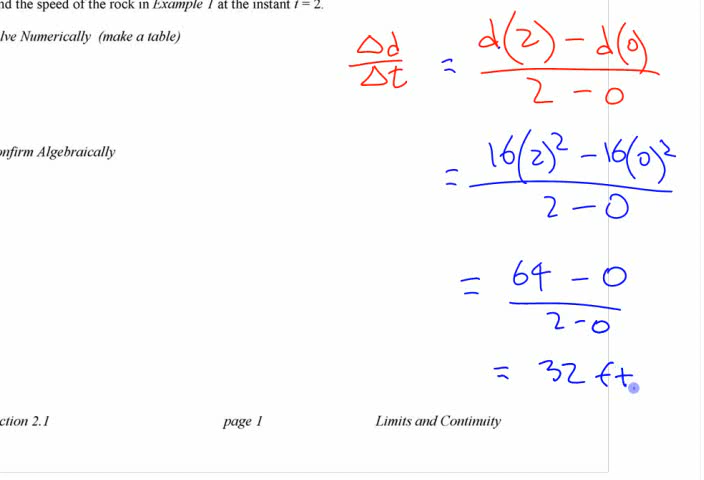 nd the speed of the rock in Example 1 at the instant t = 2.
lve Numerically (make a table)
Δd/Δt = (d(2) – d(0))/(2 – 0)
onfirm Algebraically
= (16(2)² – 16(0)²)/(2 – 0)
= (64 – 0)/(2 – 0)
= 32 ft
ction 2.1 page 1 Limits and Continuity